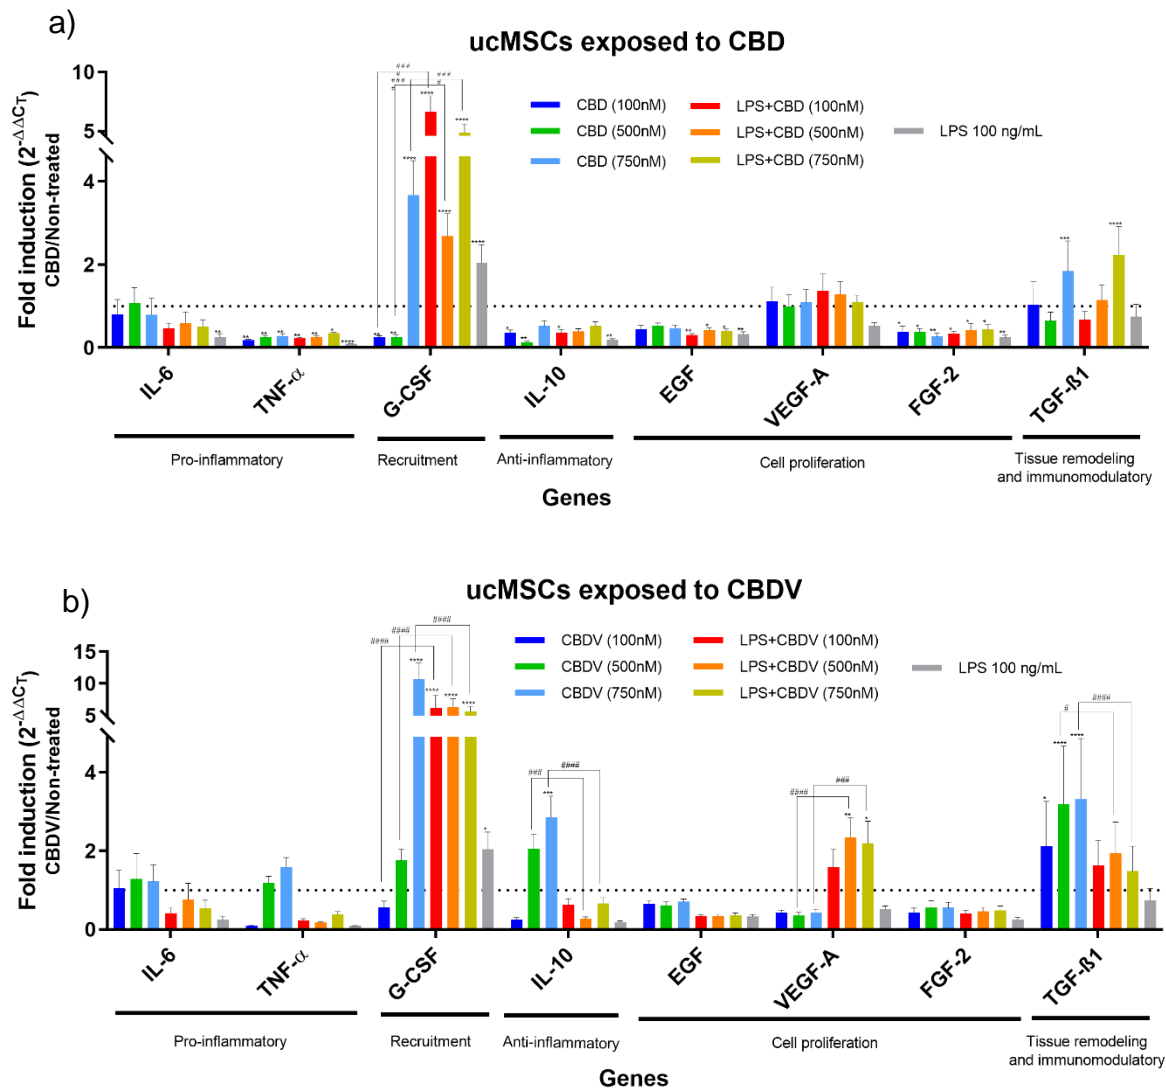 a)
ucMSCs exposed to CBD
Fold induction (2^-ΔΔC_T)
CBD/Non-treated
10
5
4
2
0
CBD (100nM)
CBD (500nM)
CBD (750nM)
LPS+CBD (100nM)
LPS+CBD (500nM)
LPS+CBD (750nM)
LPS 100 ng/mL
IL-6
TNF-α
G-CSF
IL-10
EGF
VEGF-A
FGF-2
TGF-ß1
Pro-inflammatory
Recruitment
Anti-inflammatory
Cell proliferation
Tissue remodeling
and immunomodulatory
Genes
b)
ucMSCs exposed to CBDV
Fold induction (2^-ΔΔC_T)
CBDV/Non-treated
15
10
5
4
2
0
CBDV (100nM)
CBDV (500nM)
CBDV (750nM)
LPS+CBDV (100nM)
LPS+CBDV (500nM)
LPS+CBDV (750nM)
LPS 100 ng/mL
####
####
####
###
####
####
###
#
####
IL-6
TNF-α
G-CSF
IL-10
EGF
VEGF-A
FGF-2
TGF-ß1
Pro-inflammatory
Recruitment
Anti-inflammatory
Cell proliferation
Tissue remodeling
and immunomodulatory
Genes